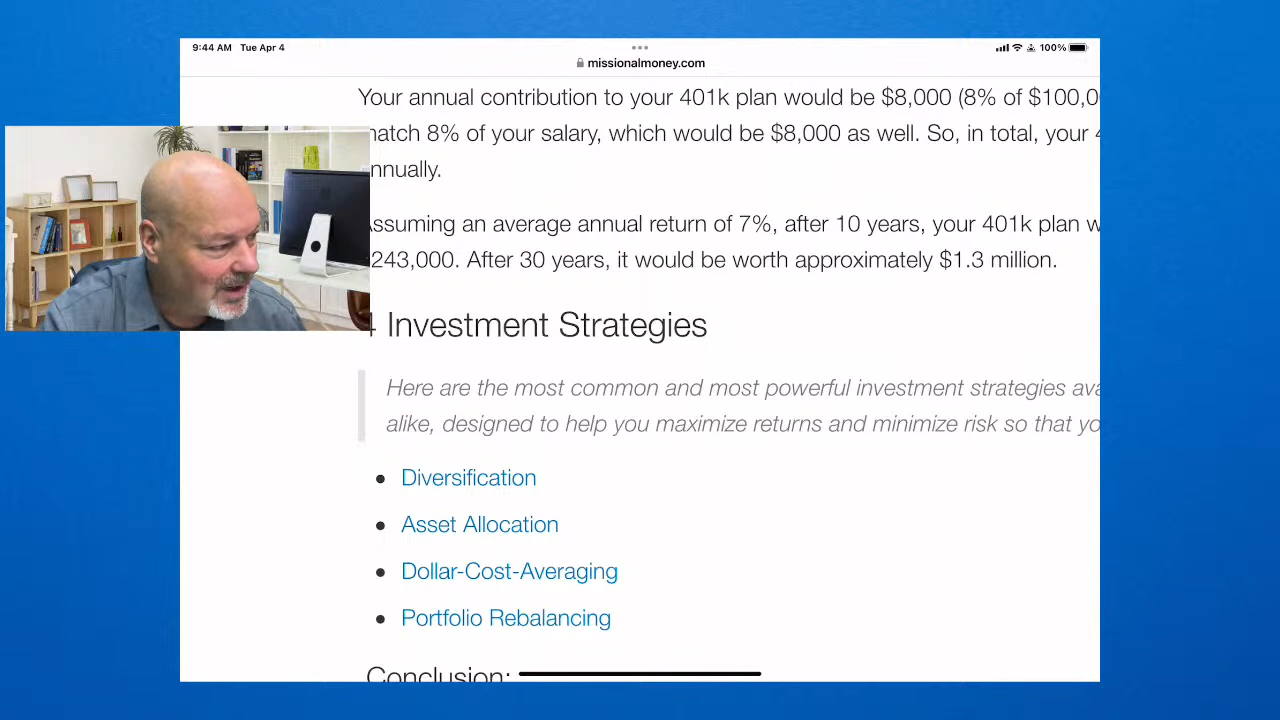 9:44 AM Tue Apr 4
100%
missionalmoney.com
Your annual contribution to your 401k plan would be $8,000 (8% of $100,0
match 8% of your salary, which would be $8,000 as well. So, in total, your 4
nnually.
Assuming an average annual return of 7%, after 10 years, your 401k plan w
243,000. After 30 years, it would be worth approximately $1.3 million.
4 Investment Strategies
Here are the most common and most powerful investment strategies ava
alike, designed to help you maximize returns and minimize risk so that yo
• Diversification
• Asset Allocation
• Dollar-Cost-Averaging
• Portfolio Rebalancing
Conclusion: